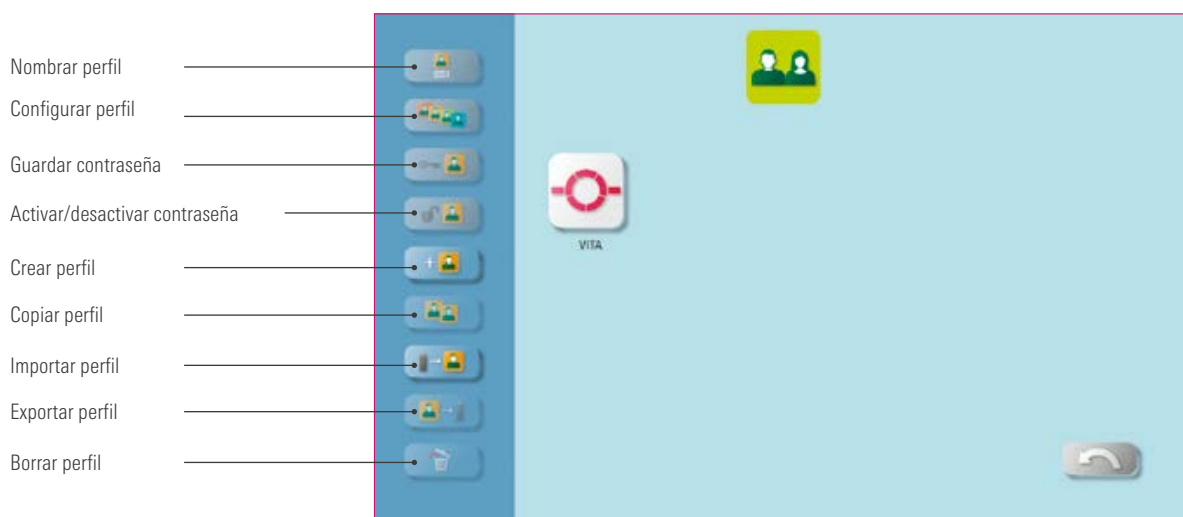 Nombrar perfil
Configurar perfil
Guardar contraseña
Activar/desactivar contraseña
Crear perfil
Copiar perfil
Importar perfil
Exportar perfil
Borrar perfil
VITA